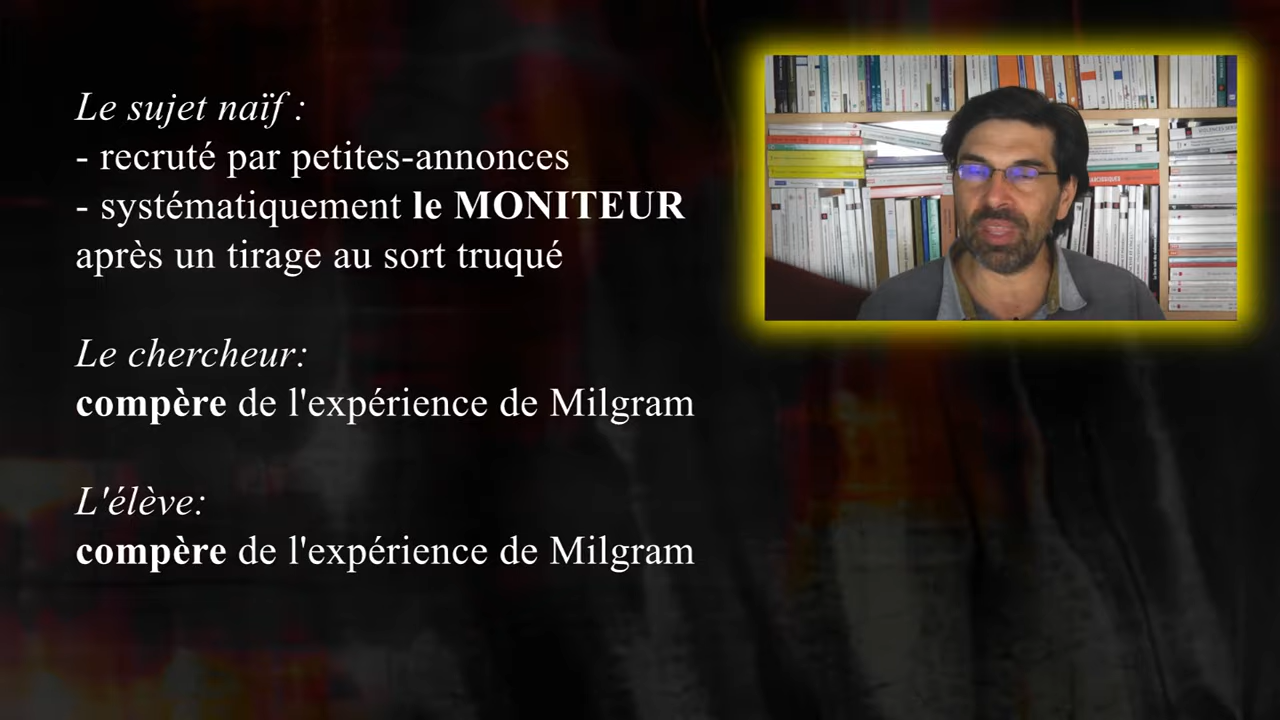 Le sujet naïf :
- recruté par petites-annonces
- systématiquement le MONITEUR
après un tirage au sort truqué
Le chercheur:
compère de l'expérience de Milgram
L'élève:
compère de l'expérience de Milgram